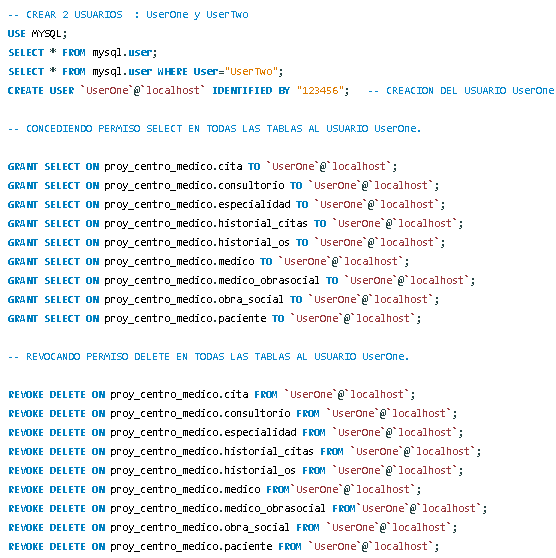 -- CREAR 2 USUARIOS  : UserOne y UserTwo
USE MYSQL;
SELECT * FROM mysql.user;
SELECT * FROM mysql.user WHERE User="UserTwo";
CREATE USER `UserOne`@`localhost` IDENTIFIED BY "123456";   -- CREACION DEL USUARIO UserOne
-- CONCEDIENDO PERMISO SELECT EN TODAS LAS TABLAS AL USUARIO UserOne.
GRANT SELECT ON proy_centro_medico.cita TO `UserOne`@`localhost`;
GRANT SELECT ON proy_centro_medico.consultorio TO `UserOne`@`localhost`;
GRANT SELECT ON proy_centro_medico.especialidad TO `UserOne`@`localhost`;
GRANT SELECT ON proy_centro_medico.historial_citas TO `UserOne`@`localhost`;
GRANT SELECT ON proy_centro_medico.historial_os TO `UserOne`@`localhost`;
GRANT SELECT ON proy_centro_medico.medico TO `UserOne`@`localhost`;
GRANT SELECT ON proy_centro_medico.medico_obrasocial TO `UserOne`@`localhost`;
GRANT SELECT ON proy_centro_medico.obra_social TO `UserOne`@`localhost`;
GRANT SELECT ON proy_centro_medico.paciente TO `UserOne`@`localhost`;
-- REVOCANDO PERMISO DELETE EN TODAS LAS TABLAS AL USUARIO UserOne.
REVOKE DELETE ON proy_centro_medico.cita FROM `UserOne`@`localhost`;
REVOKE DELETE ON proy_centro_medico.consultorio FROM `UserOne`@`localhost`;
REVOKE DELETE ON proy_centro_medico.especialidad FROM `UserOne`@`localhost`;
REVOKE DELETE ON proy_centro_medico.historial_citas FROM `UserOne`@`localhost`;
REVOKE DELETE ON proy_centro_medico.historial_os FROM `UserOne`@`localhost`;
REVOKE DELETE ON proy_centro_medico.medico FROM`UserOne`@`localhost`;
REVOKE DELETE ON proy_centro_medico.medico_obrasocial FROM`UserOne`@`localhost`;
REVOKE DELETE ON proy_centro_medico.obra_social FROM `UserOne`@`localhost`;
REVOKE DELETE ON proy_centro_medico.paciente FROM `UserOne`@`localhost`;